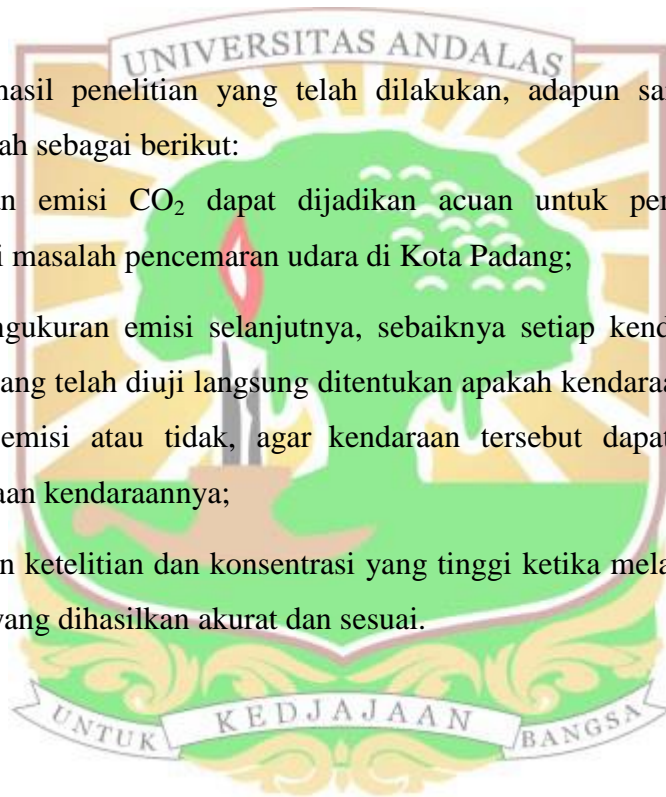 UNIVERSITAS ANDALAS
hasil penelitian yang telah dilakukan, adapun sa
ah sebagai berikut:
n emisi CO₂ dapat dijadikan acuan untuk per
i masalah pencemaran udara di Kota Padang;
ngukuran emisi selanjutnya, sebaiknya setiap kend
ang telah diuji langsung ditentukan apakah kendaraa
emisi atau tidak, agar kendaraan tersebut dapat
aan kendaraannya;
n ketelitian dan konsentrasi yang tinggi ketika mela
yang dihasilkan akurat dan sesuai.
UNTUK KEDJAJAAN BANGSA